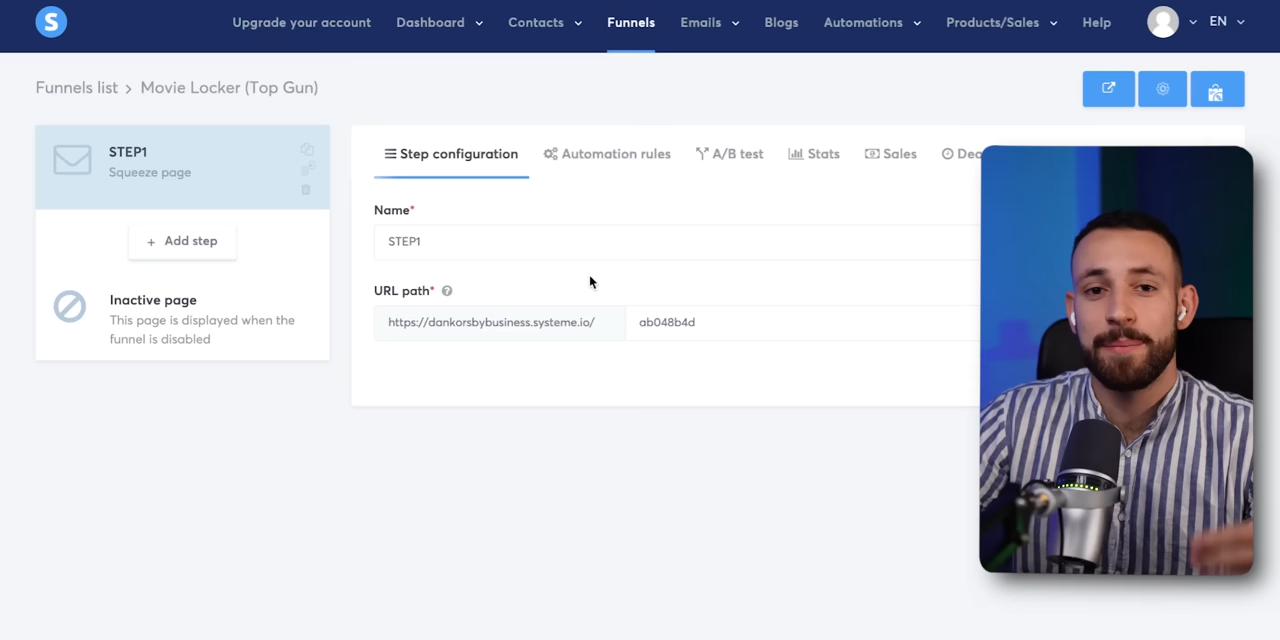 S
Upgrade your account Dashboard Contacts Funnels Emails Blogs Automations Products/Sales Help EN
Funnels list > Movie Locker (Top Gun)
STEP1
Squeeze page
+ Add step
Inactive page
This page is displayed when the
funnel is disabled
Step configuration Automation rules A/B test Stats Sales Dea
Name*
STEP1
URL path* ?
https://dankorsbybusiness.systeme.io/ ab048b4d